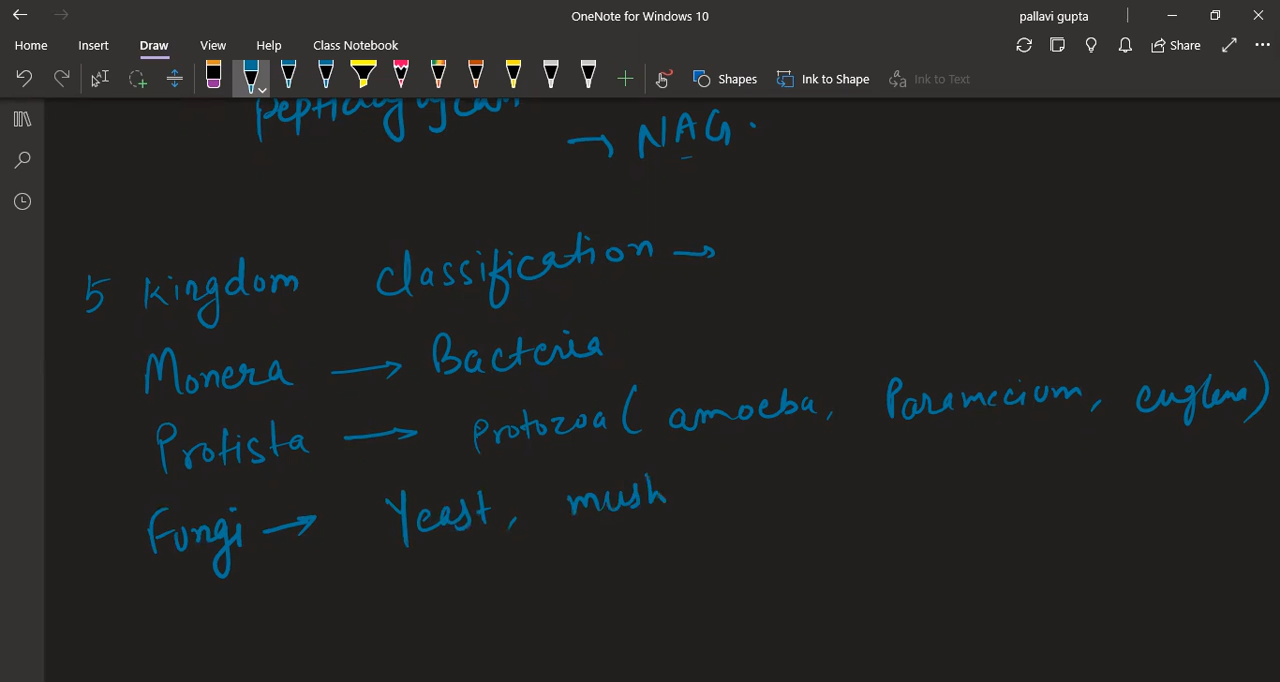 OneNote for Windows 10
pallavi gupta
Home Insert Draw View Help Class Notebook
Share
Shapes Ink to Shape Ink to Text
→ NAG
5 Kingdom classification →
Monera → Bacteria
Protista → Protozoa ( amoeba, Paramecium, euglena)
Fungi → Yeast, mush